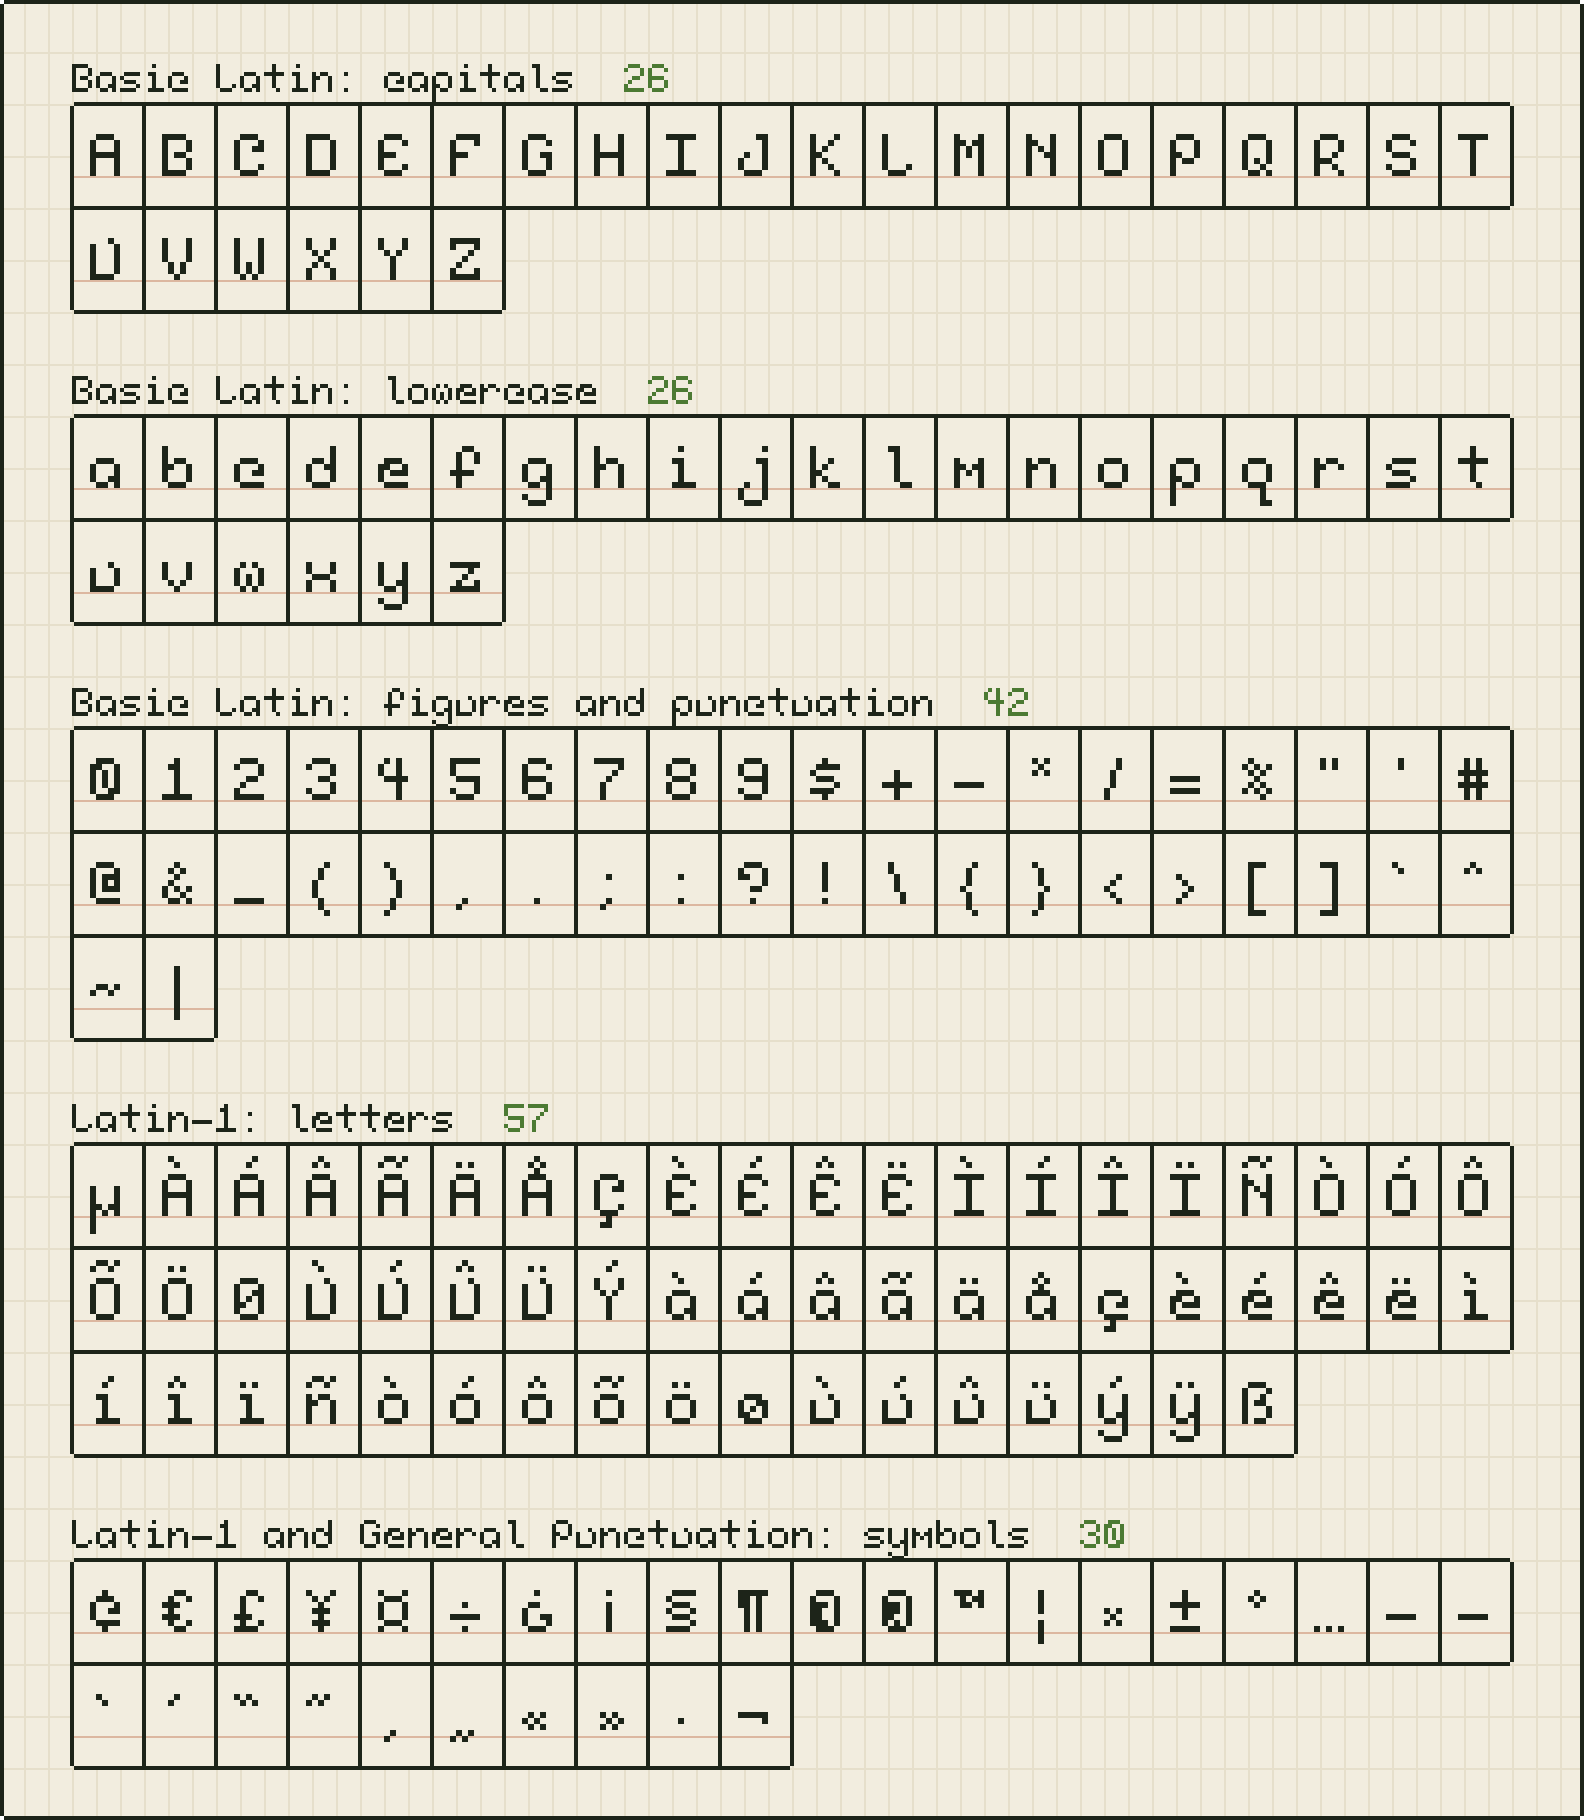 Basic Latin: capitals 26
A B C D E F G H I J K L M N O P Q R S T
U V W X Y Z
Basic Latin: lowercase 26
a b c d e f g h i j k l m n o p q r s t
u v w x y z
Basic Latin: figures and punctuation 42
0 1 2 3 4 5 6 7 8 9 $ + - * / = % " ' #
@ & _ ( ) , . ; : ? ! \ { } < > [ ] ` ^
~ |
Latin-1: letters 57
µ À Á Â Ã Ä Å Ç È É Ê Ë Ì Í Î Ï Ñ Ò Ó Ô
Õ Ö Ø Ù Ú Û Ü Ý à á â ã ä å ç è é ê ë ì
í î ï ñ ò ó ô õ ö ø ù ú û ü ý ÿ ß
Latin-1 and General Punctuation: symbols 30
¢ € £ ¥ ¤ ÷ ¿ ¡ § ¶ © ® ™ ¦ × ± ° … – —
‘ ’ “ ” ‚ „ « » · ¬